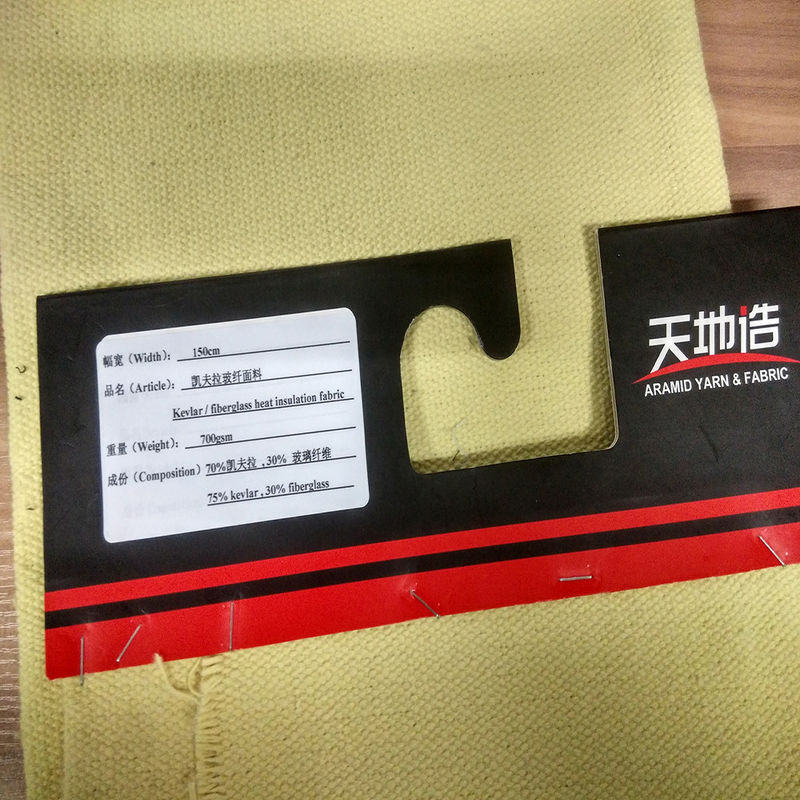 幅宽（Width）: 150cm
品名（Article）: 凯夫拉玻纤面料
Kevlar / fiberglass heat insulation fabric
重量（Weight）: 700gsm
成份（Composition）70%凯夫拉 , 30% 玻璃纤维
75% kevlar , 30% fiberglass
天地造
ARAMID YARN & FABRIC